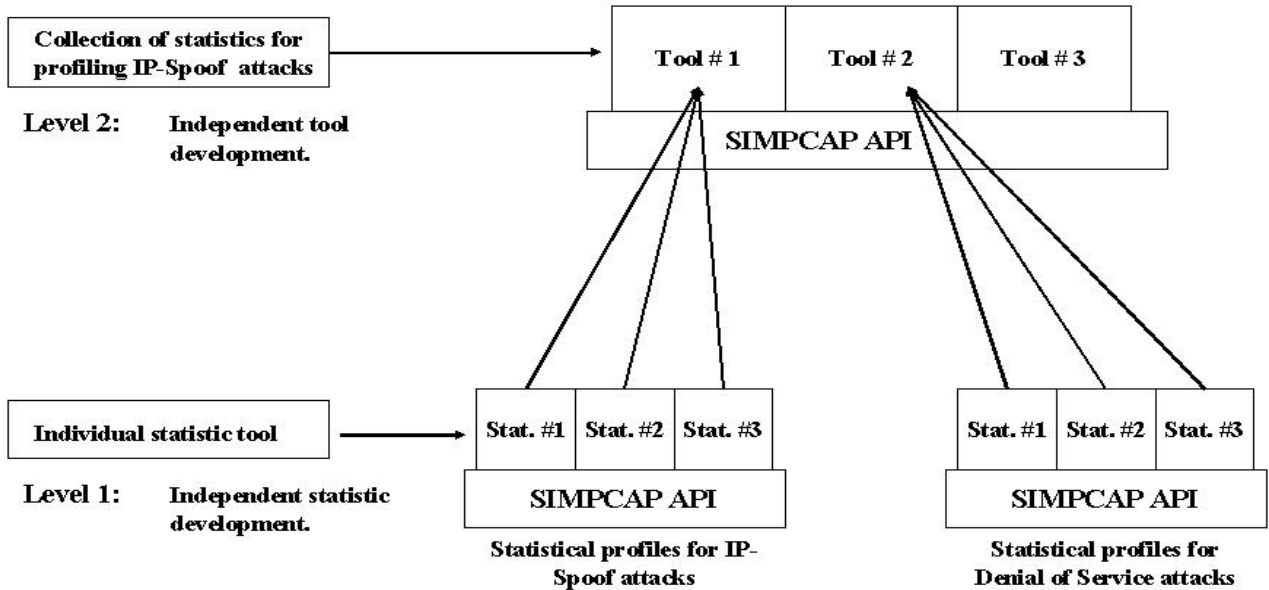 Collection of statistics for
profiling IP-Spoof attacks
Tool # 1
Tool # 2
Tool # 3
Level 2: Independent tool
development.
SIMPCAP API
Individual statistic tool
Stat. #1
Stat. #2
Stat. #3
Stat. #1
Stat. #2
Stat. #3
Level 1: Independent statistic
development.
SIMPCAP API
SIMPCAP API
Statistical profiles for IP-
Spoof attacks
Statistical profiles for
Denial of Service attacks